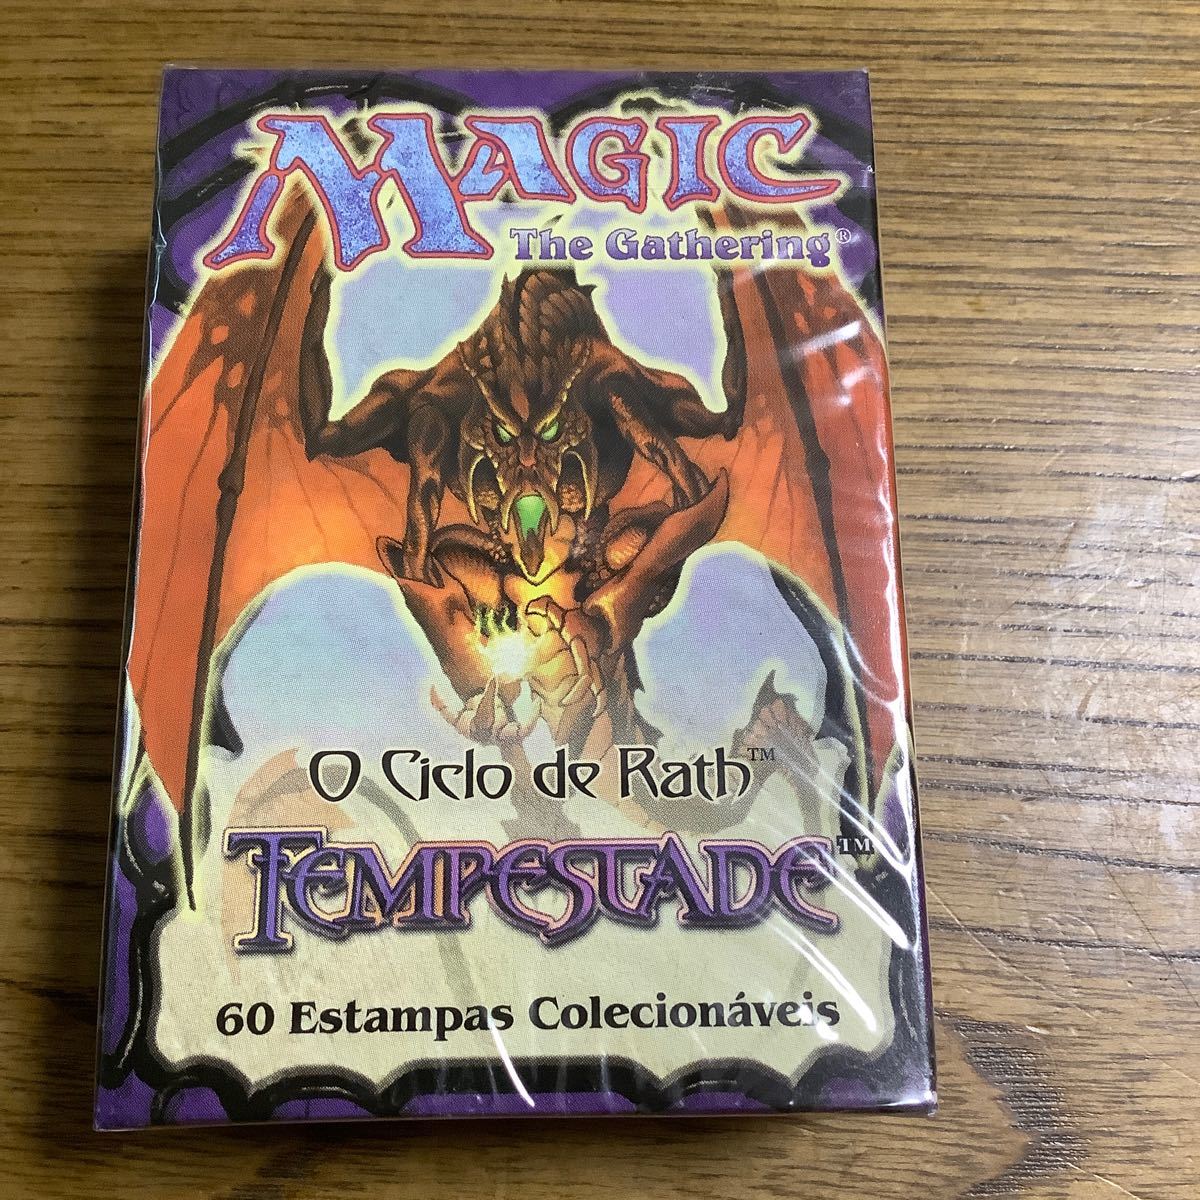 MAGIC
The Gathering®
O Ciclo de Rath™
TEMPESTADE™
60 Estampas Colecionáveis